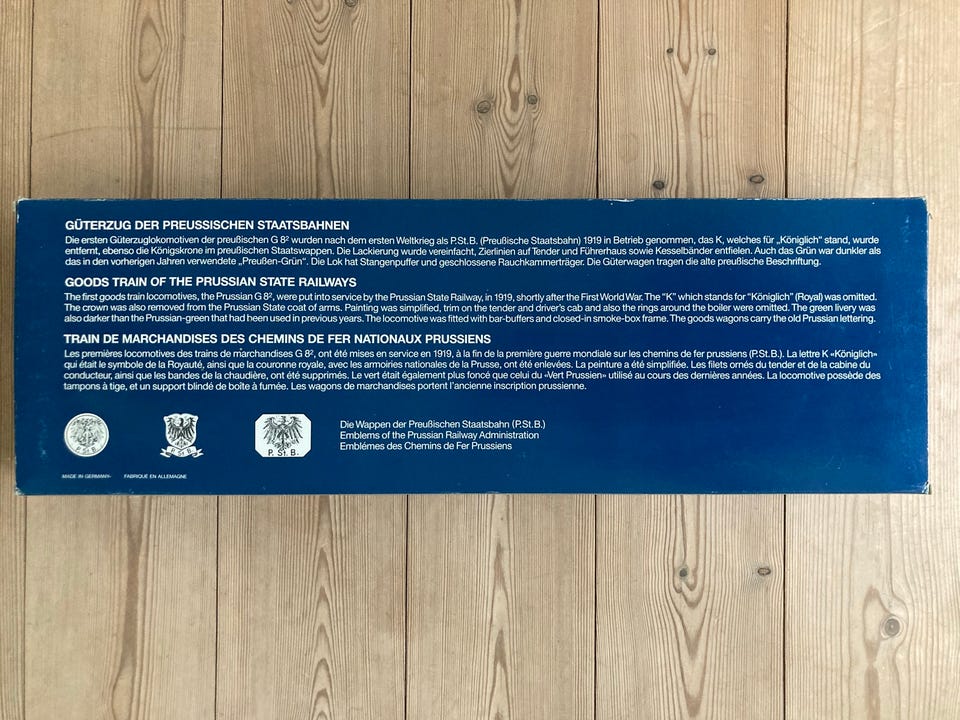 GÜTERZUG DER PREUSSISCHEN STAATSBAHNEN
Die ersten Güterzuglokomotiven der preußischen G 8² wurden nach dem ersten Weltkrieg als P.St.B. (Preußische Staatsbahn) 1919 in Betrieb genommen, das K, welches für „Königlich“ stand, wurde
entfernt, ebenso die Königskrone im preußischen Staatswappen. Die Lackierung wurde vereinfacht, Zierlinien auf Tender und Führerhaus sowie Kesselbänder entfielen. Auch das Grün war dunkler als
das in den vorherigen Jahren verwendete „Preußen-Grün“. Die Lok hat Stangenpuffer und geschlossene Rauchkammerträger. Die Güterwagen tragen die alte preußische Beschriftung.
GOODS TRAIN OF THE PRUSSIAN STATE RAILWAYS
The first goods train locomotives, the Prussian G 8², were put into service by the Prussian State Railway, in 1919, shortly after the First World War. The “K” which stands for “Königlich” (Royal) was omitted.
The crown was also removed from the Prussian State coat of arms. Painting was simplified, trim on the tender and driver's cab and also the rings around the boiler were omitted. The green livery was
also darker than the Prussian-green that had been used in previous years. The locomotive was fitted with bar-buffers and closed-in smoke-box frame. The goods wagons carry the old Prussian lettering.
TRAIN DE MARCHANDISES DES CHEMINS DE FER NATIONAUX PRUSSIENS
Les premières locomotives des trains de marchandises G 8², ont été mises en service en 1919, à la fin de la première guerre mondiale sur les chemins de fer prussiens (P.St.B.). La lettre K «Königlich»
qui était le symbole de la Royauté, ainsi que la couronne royale, avec les armoiries nationales de la Prusse, ont été enlevées. La peinture a été simplifiée. Les filets ornés du tender et de la cabine du
conducteur, ainsi que les bandes de la chaudière, ont été supprimés. Le vert était également plus foncé que celui du «Vert Prussien» utilisé au cours des dernières années. La locomotive possède des
tampons à tige, et un support blindé de boîte à fumée. Les wagons de marchandises portent l'ancienne inscription prussienne.
P. St. B.
P. St. B.
P. St. B.
Die Wappen der Preußischen Staatsbahn (P.St.B.)
Emblems of the Prussian Railway Administration
Emblémes des Chemins de Fer Prussiens
MADE IN GERMANY· FABRIQUÉ EN ALLEMAGNE